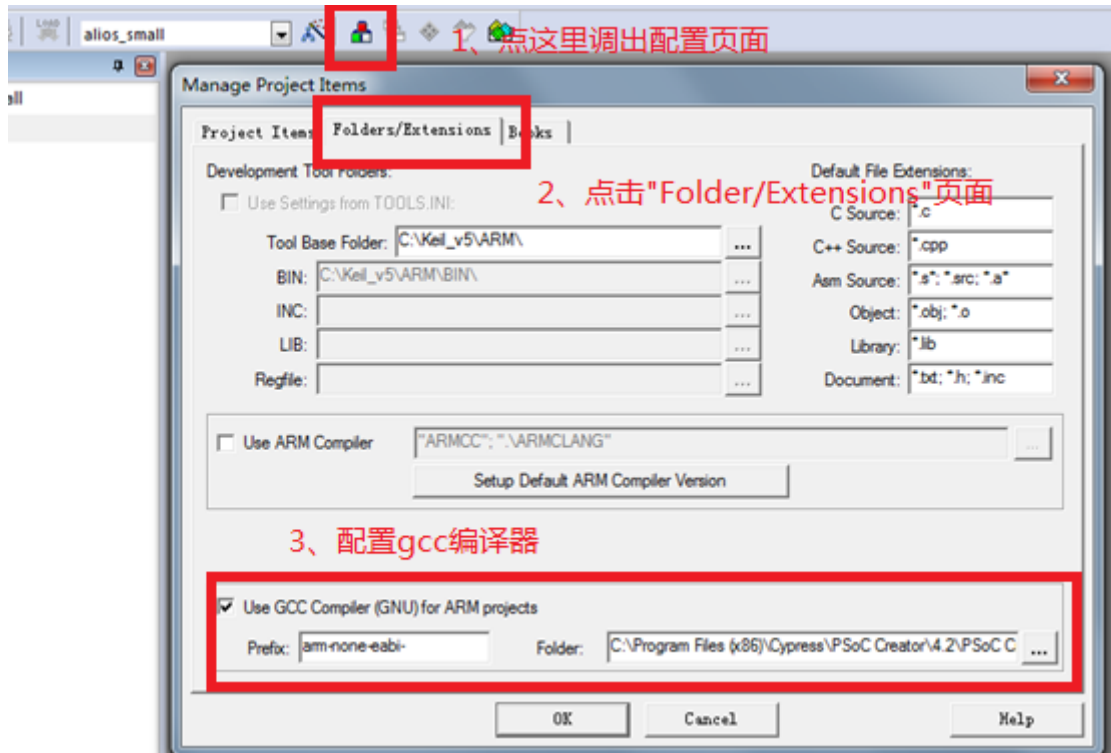 alios_small
1、点这里调出配置页面
all
Manage Project Items
Project Items Folders/Extensions Books
Development Tool Folders:
Default File Extensions:
2、点击"Folder/Extensions"页面
Use Settings from TOOLS.INI:
C Source: *.c
Tool Base Folder: C:\Keil_v5\ARM\ ...
C++ Source: *.cpp
BIN: C:\Keil_v5\ARM\BIN\ ...
Asm Source: *.s*; *.src; *.a*
INC: ...
Object: *.obj; *.o
LIB: ...
Library: *.lib
Regfile: ...
Document: *.txt; *.h; *.inc
Use ARM Compiler "ARMCC"; ".\ARMCLANG" ...
Setup Default ARM Compiler Version
3、配置gcc编译器
Use GCC Compiler (GNU) for ARM projects
Prefix: arm-none-eabi- Folder: C:\Program Files (x86)\Cypress\PSoC Creator\4.2\PSoC C ...
OK Cancel Help